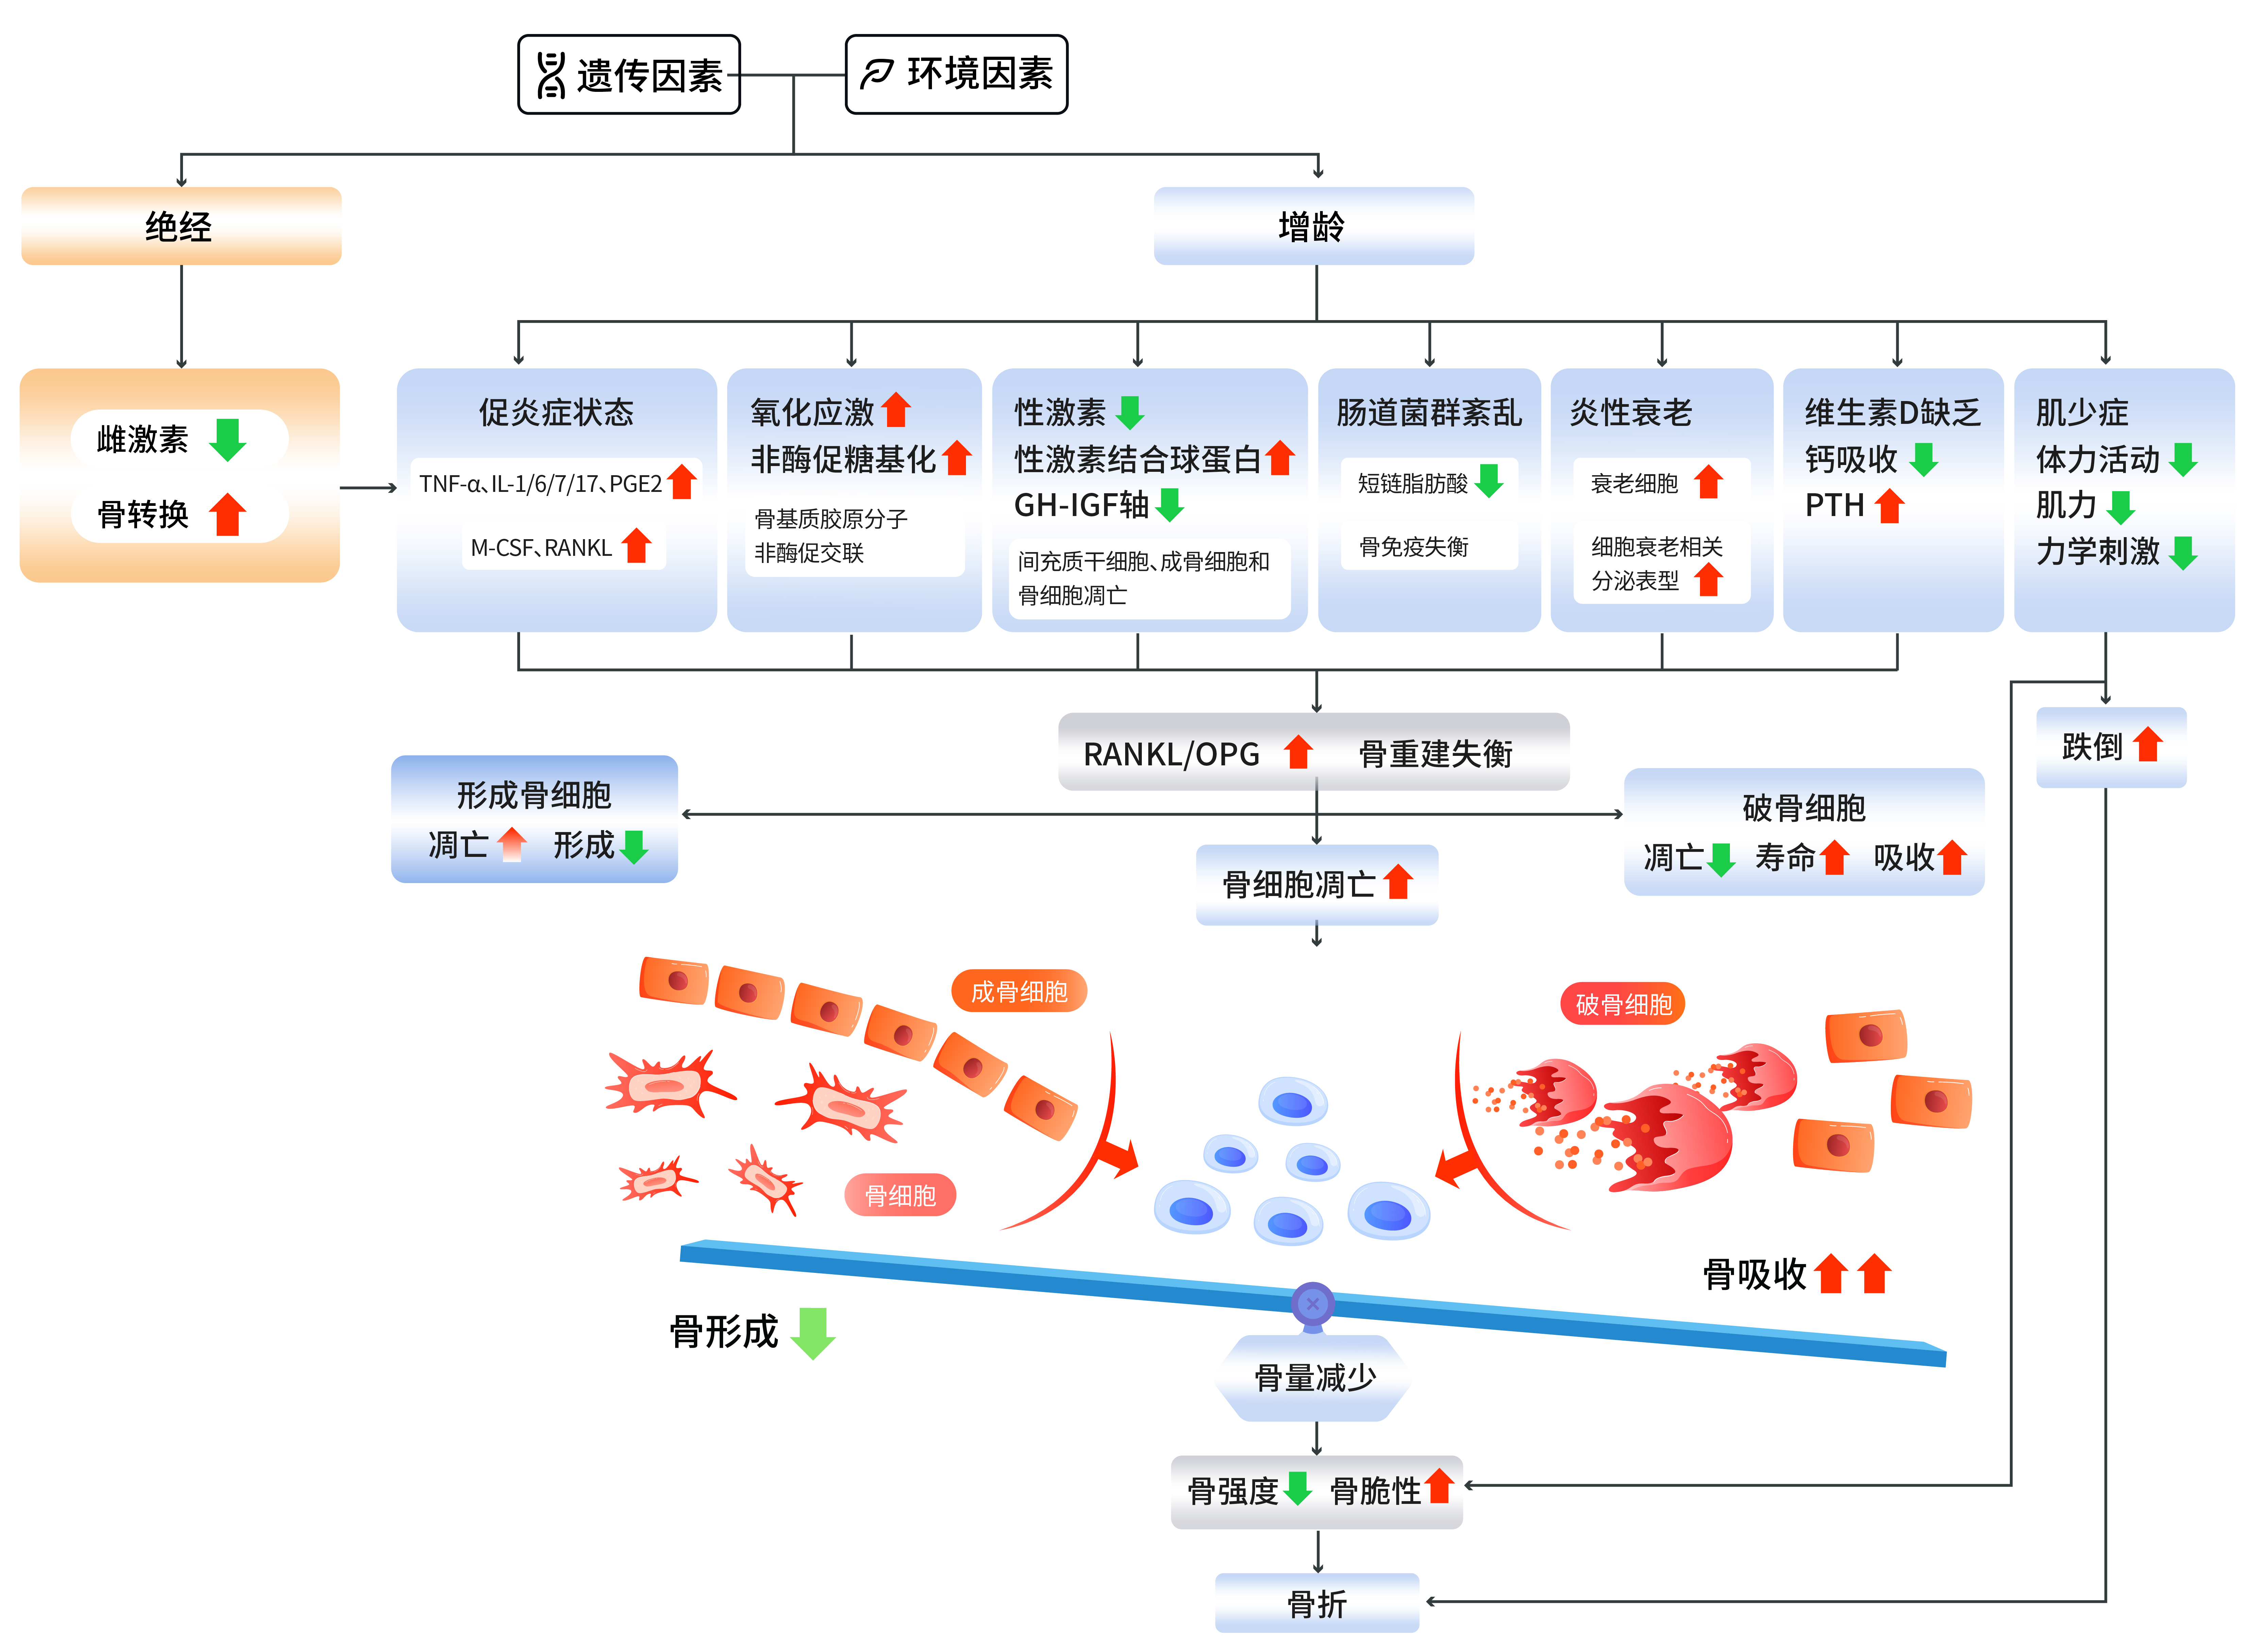 遗传因素
环境因素
绝经
增龄
雌激素
骨转换
促炎症状态
TNF-α、IL-1/6/7/17、PGE2
M-CSF、RANKL
氧化应激
非酶促糖基化
骨基质胶原分子
非酶促交联
性激素
性激素结合球蛋白
GH-IGF轴
间充质干细胞、成骨细胞和
骨细胞凋亡
肠道菌群紊乱
短链脂肪酸
骨免疫失衡
炎性衰老
衰老细胞
细胞衰老相关
分泌表型
维生素D缺乏
钙吸收
PTH
肌少症
体力活动
肌力
力学刺激
RANKL/OPG 骨重建失衡
跌倒
形成骨细胞
凋亡 形成
破骨细胞
凋亡 寿命 吸收
骨细胞凋亡
成骨细胞
破骨细胞
骨细胞
骨吸收
骨形成
骨量减少
骨强度 骨脆性
骨折